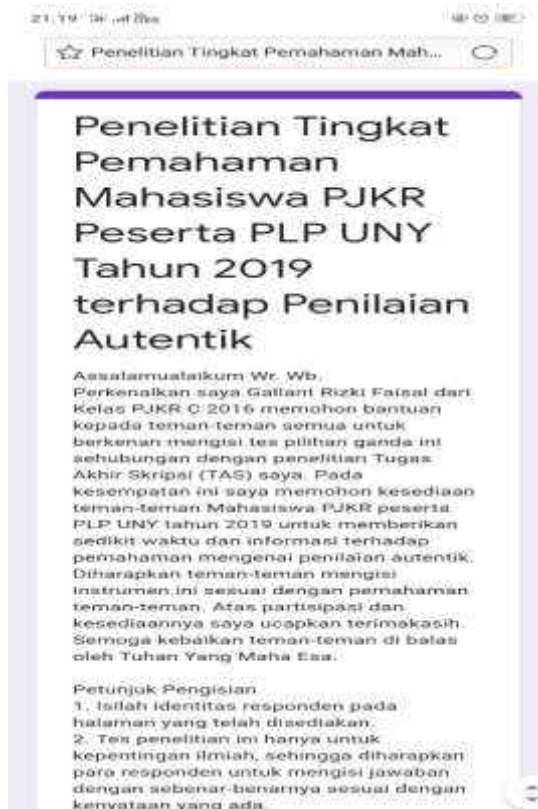 21.19
Penelitian Tingkat Pemahaman Mah...
Penelitian Tingkat
Pemahaman
Mahasiswa PJKR
Peserta PLP UNY
Tahun 2019
terhadap Penilaian
Autentik
Assalamualaikum Wr. Wb.
Perkenalkan saya Gallant Rizki Faisal dari
Kelas PJKR C 2016 memohon bantuan
kepada teman-teman semua untuk
berkenan mengisi tes pilihan ganda ini
sehubungan dengan penelitian Tugas
Akhir Skripsi (TAS) saya. Pada
kesempatan ini saya memohon kesediaan
teman-teman Mahasiswa PJKR peserta
PLP UNY tahun 2019 untuk memberikan
sedikit waktu dan informasi terhadap
pemahaman mengenai penilaian autentik.
Diharapkan teman-teman mengisi
instrumen ini sesuai dengan pemahaman
teman-teman. Atas partisipasi dan
kesediaannya saya ucapkan terimakasih.
Semoga kebaikan teman-teman di balas
oleh Tuhan Yang Maha Esa.
Petunjuk Pengisian
1. Isilah identitas responden pada
halaman yang telah disediakan.
2. Tes penelitian ini hanya untuk
kepentingan ilmiah, sehingga diharapkan
para responden untuk mengisi jawaban
dengan sebenar-benarnya sesuai dengan
kenyataan yang ada.